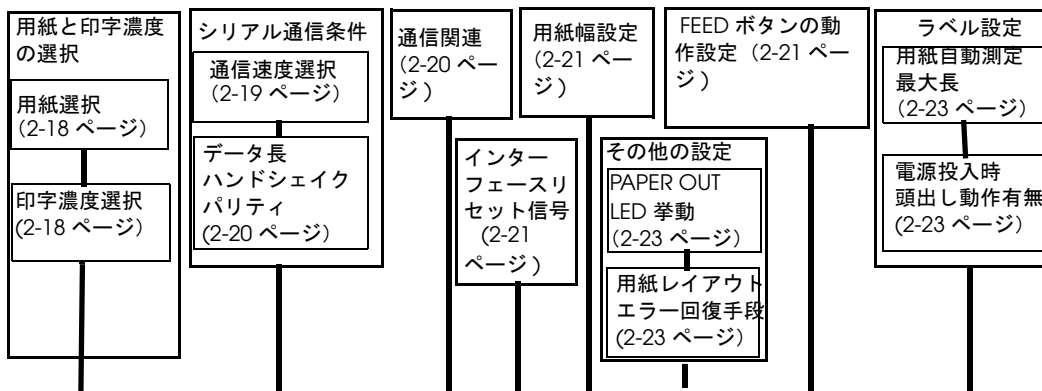 用紙と印字濃度
の選択
用紙選択
(2-18 ページ)
印字濃度選択
(2-18 ページ)
シリアル通信条件
通信速度選択
(2-19 ページ)
データ長
ハンドシェイク
パリティ
(2-20 ページ)
通信関連
(2-20 ペー
ジ)
インター
フェースリ
セット信号
(2-21
ページ)
用紙幅設定
(2-21 ペー
ジ)
その他の設定
PAPER OUT
LED 挙動
(2-23 ページ)
用紙レイアウト
エラー回復手段
(2-23 ページ)
FEED ボタンの動
作設定（2-21 ペー
ジ）
ラベル設定
用紙自動測定
最大長
(2-23 ページ)
電源投入時
頭出し動作有無
(2-23 ページ)